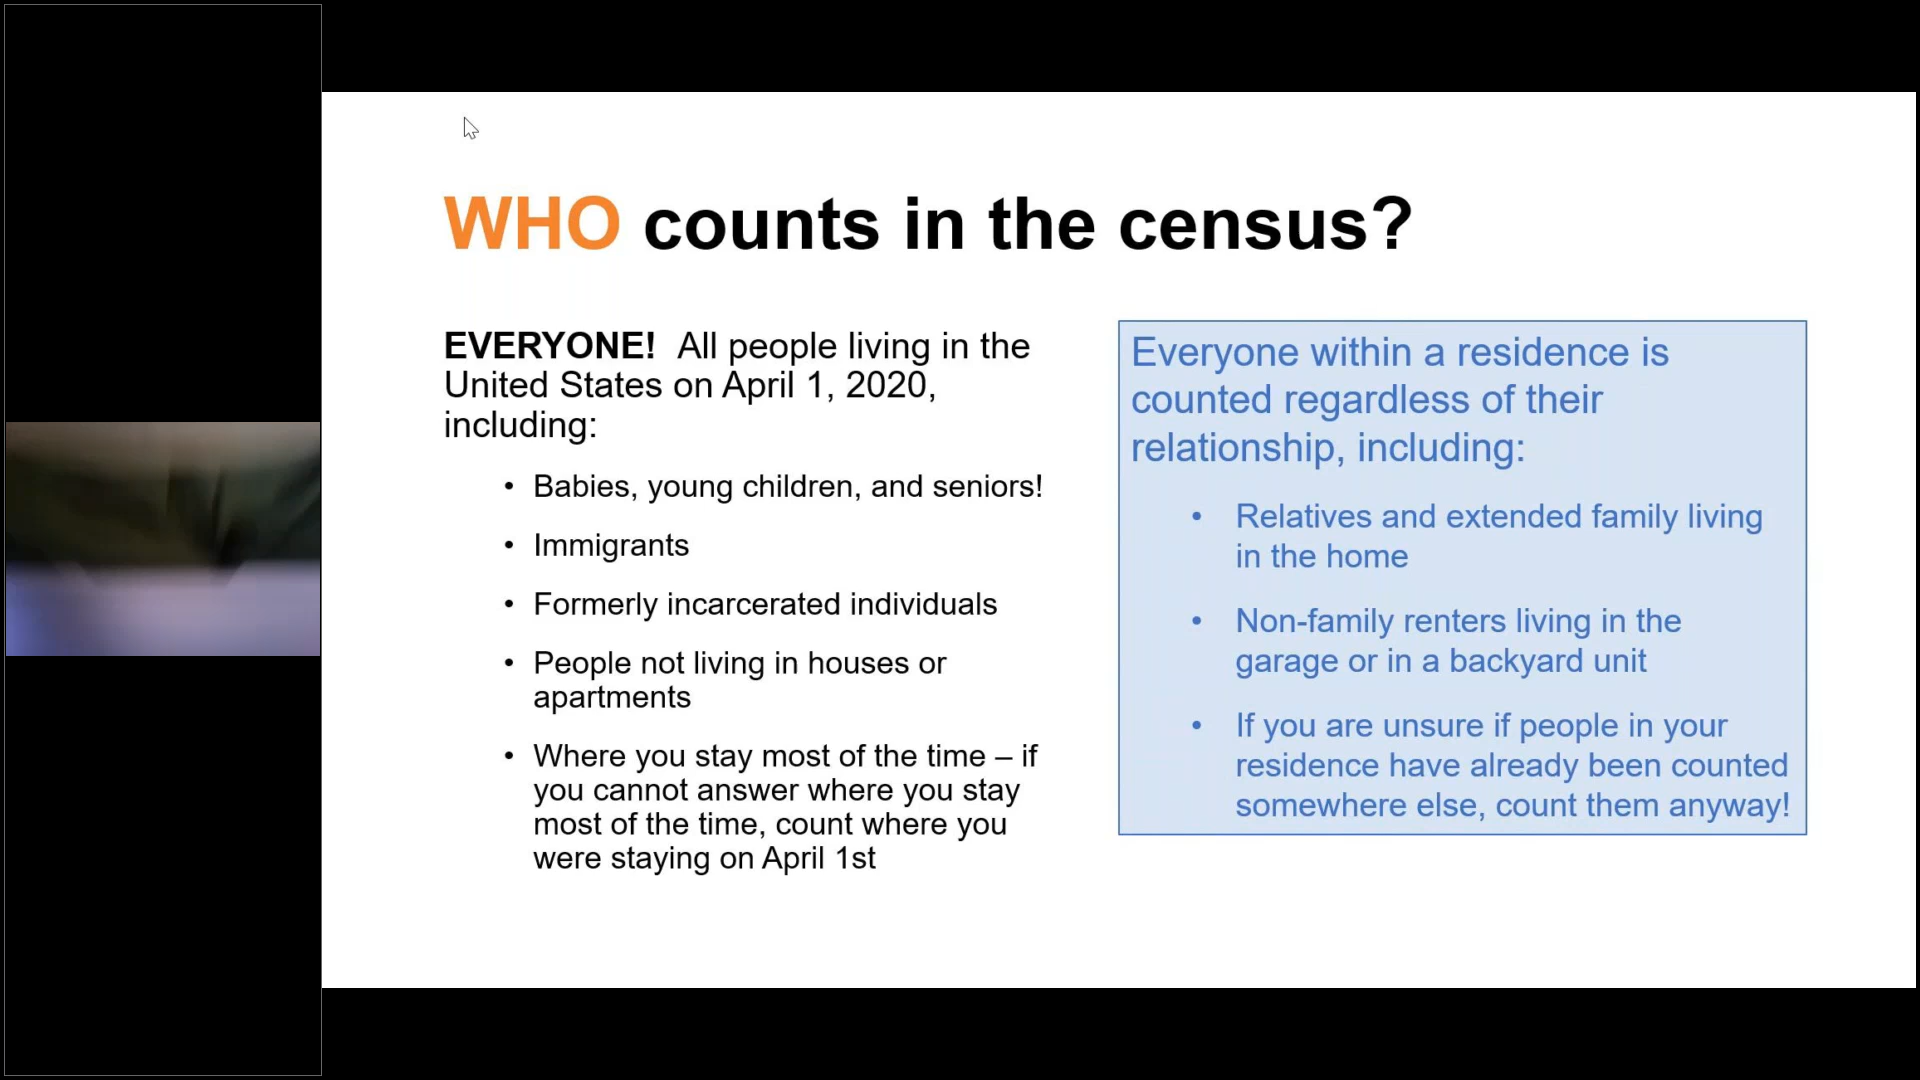 WHO counts in the census?
EVERYONE!  All people living in the
United States on April 1, 2020,
including:
• Babies, young children, and seniors!
• Immigrants
• Formerly incarcerated individuals
• People not living in houses or
apartments
• Where you stay most of the time – if
you cannot answer where you stay
most of the time, count where you
were staying on April 1st
Everyone within a residence is
counted regardless of their
relationship, including:
• Relatives and extended family living
in the home
• Non-family renters living in the
garage or in a backyard unit
• If you are unsure if people in your
residence have already been counted
somewhere else, count them anyway!